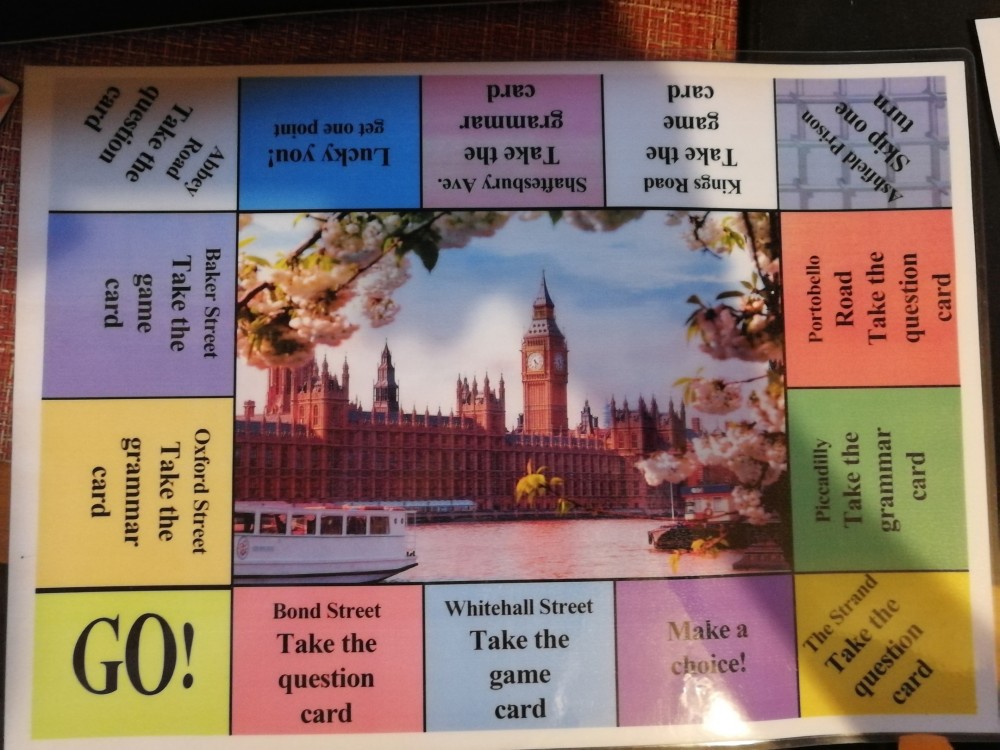 GO!
Bond Street
Take the
question
card
Whitehall Street
Take the
game
card
Make a
choice!
The Strand
Take the
question
card
Piccadilly
Take the
grammar
card
Portobello
Road
Take the
question
card
Ashfield Prison
Skip one
turn
Kings Road
Take the
game
card
Shaftesbury Ave.
Take the
grammar
card
Lucky you!
get one point
Abbey
Road
Take the
question
card
Baker Street
Take the
game
card
Oxford Street
Take the
grammar
card